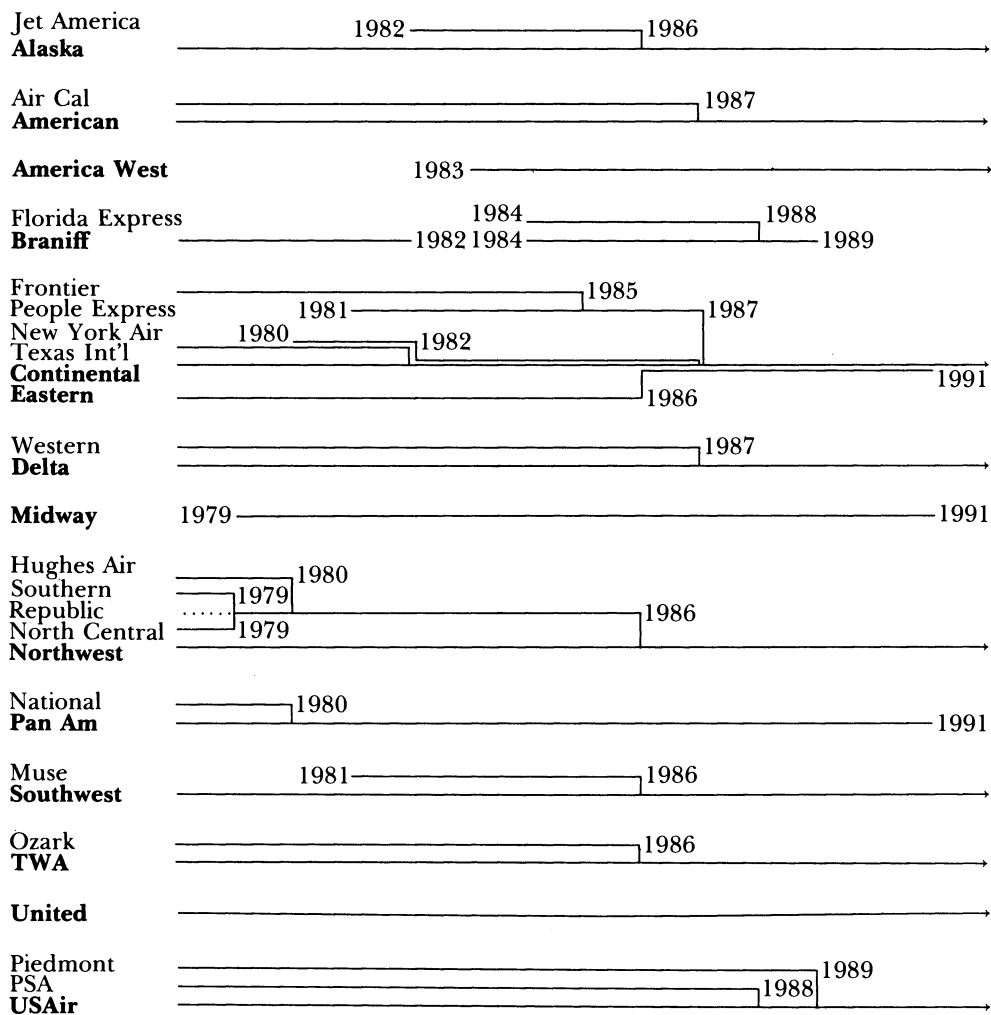 Jet America 1982 1986
Alaska
Air Cal 1987
American
America West 1983
Florida Express 1984 1988
Braniff 1982 1984 1989
Frontier 1985
People Express 1981 1987
New York Air 1980 1982
Texas Int'l
Continental 1991
Eastern 1986
Western 1987
Delta
Midway 1979 1991
Hughes Air 1980
Southern 1979
Republic 1986
North Central 1979
Northwest
National 1980
Pan Am 1991
Muse 1981 1986
Southwest
Ozark 1986
TWA
United
Piedmont 1989
PSA 1988
USAir